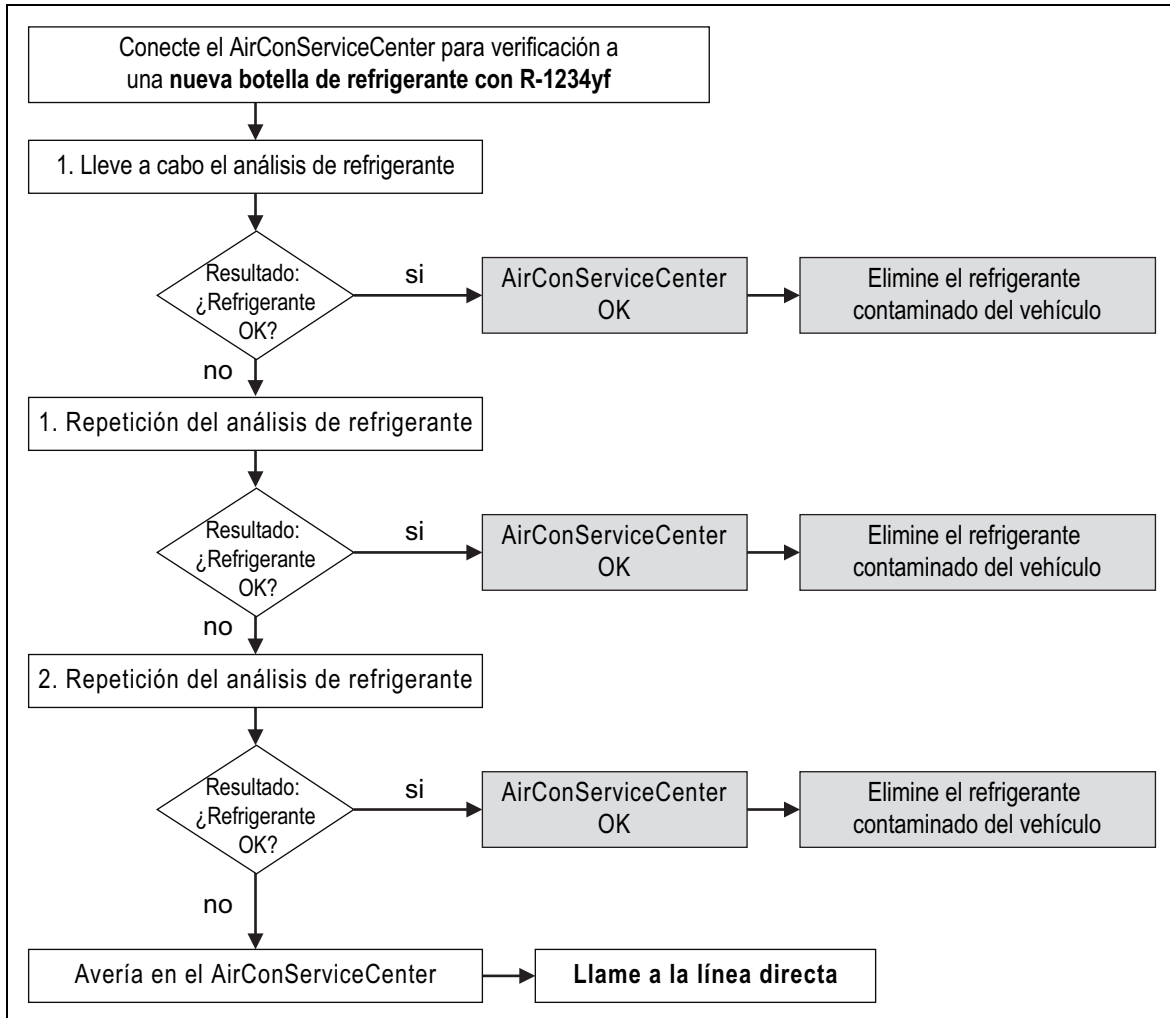 Conecte el AirConServiceCenter para verificación a
una nueva botella de refrigerante con R-1234yf
1. Lleve a cabo el análisis de refrigerante
Resultado:
¿Refrigerante
OK?
si
AirConServiceCenter
OK
Elimine el refrigerante
contaminado del vehículo
no
1. Repetición del análisis de refrigerante
Resultado:
¿Refrigerante
OK?
si
AirConServiceCenter
OK
Elimine el refrigerante
contaminado del vehículo
no
2. Repetición del análisis de refrigerante
Resultado:
¿Refrigerante
OK?
si
AirConServiceCenter
OK
Elimine el refrigerante
contaminado del vehículo
no
Avería en el AirConServiceCenter
Llame a la línea directa